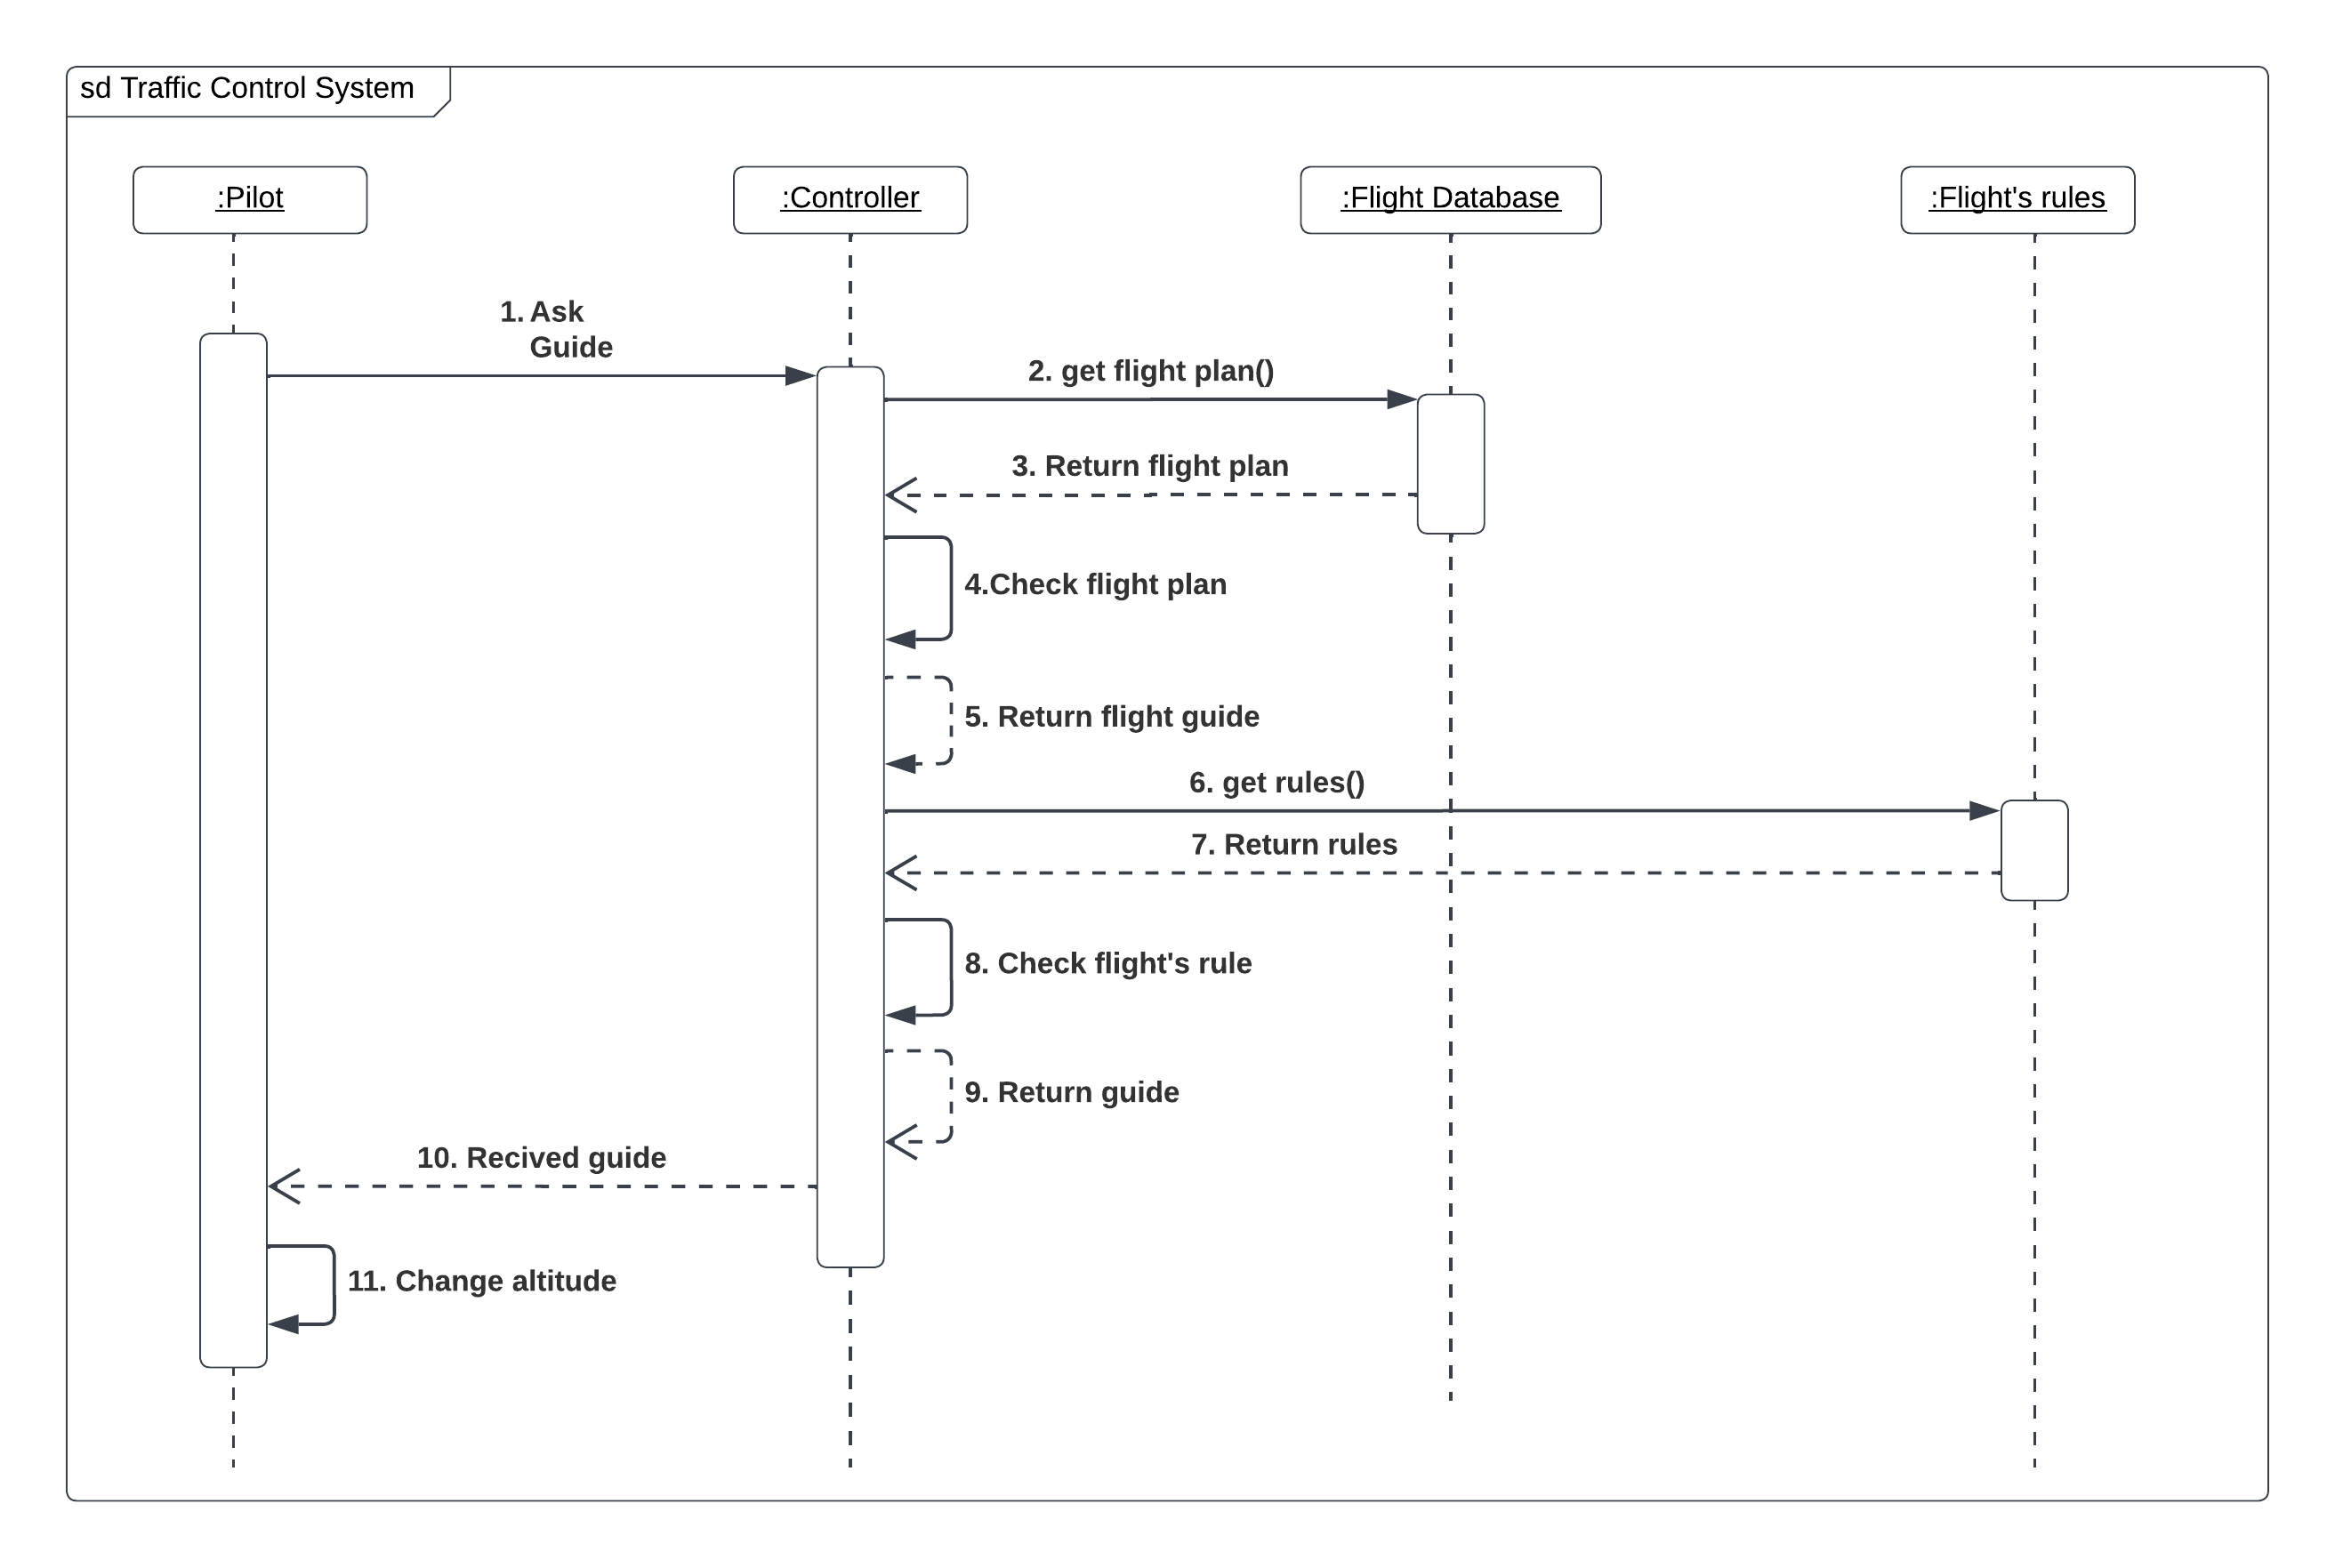 sd Traffic Control System
:Pilot
:Controller
:Flight Database
:Flight's rules
1. Ask
Guide
2. get flight plan()
3. Return flight plan
4.Check flight plan
5. Return flight guide
6. get rules()
7. Return rules
8. Check flight's rule
9. Return guide
10. Recived guide
11. Change altitude